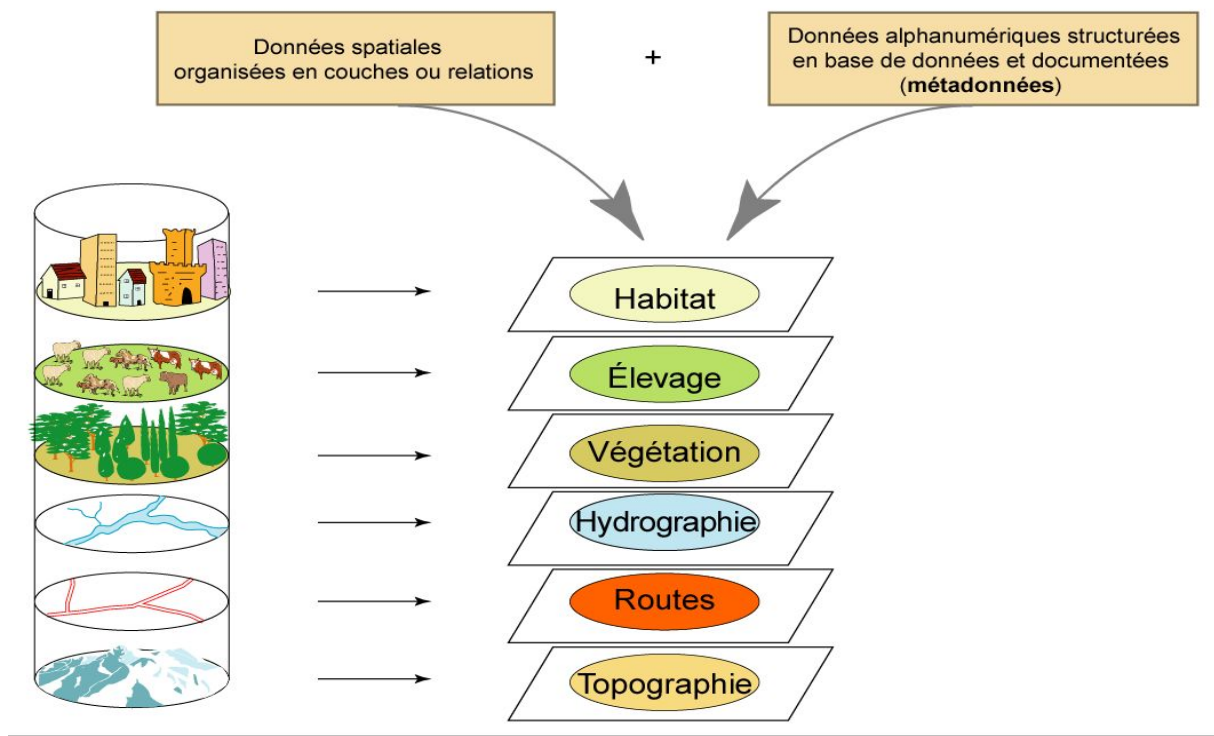 Données spatiales
organisées en couches ou relations
+
Données alphanumériques structurées
en base de données et documentées
(métadonnées)
Habitat
Élevage
Végétation
Hydrographie
Routes
Topographie